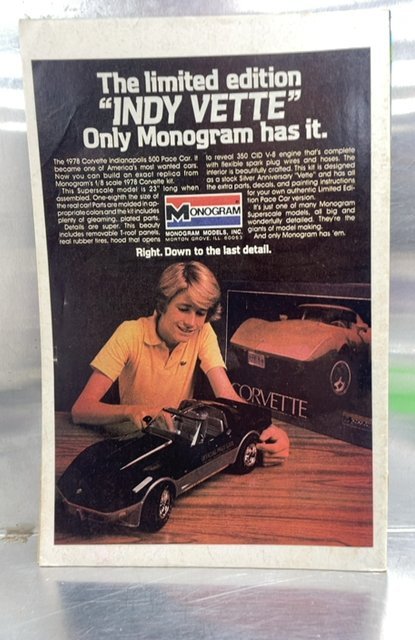 The limited edition
"INDY VETTE"
Only Monogram has it.
The 1978 Corvette Indianapolis 500 Pace Car. It
became one of America's most wanted cars.
Now you can build an exact replica from
Monogram's 1/8 scale 1978 Corvette kit.
This Superscale model is 23" long when
assembled. One-eighth the size of
the real car! Parts are molded in ap-
propriate colors and the kit includes
plenty of gleaming, plated parts.
Details are super. This beauty
includes removable T-roof panels,
real rubber tires, hood that opens
to reveal 350 CID V-8 engine that's complete
with flexible spark plug wires and hoses. The
interior is beautifully crafted. This kit is designed
as a stock Silver Anniversary 'Vette and has all
the extra parts, decals, and painting instructions
for your own authentic Limited Edi-
tion Pace Car version.
It's just one of many Monogram
superscale models, all big and
wonderfully detailed. They're the
giants of model making.
And only Monogram has 'em.
M MONOGRAM
MONOGRAM MODELS, INC.
MORTON GROVE, ILL 60053
Right. Down to the last detail.
CORVETTE
OFFICIAL PACE CAR